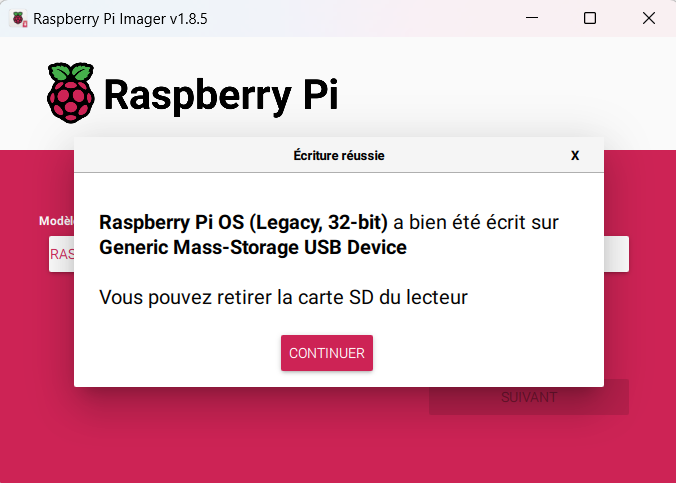 Raspberry Pi Imager v1.8.5
Raspberry Pi
Écriture réussie
X
Modèl
RAS
Raspberry Pi OS (Legacy, 32-bit) a bien été écrit sur
Generic Mass-Storage USB Device
Vous pouvez retirer la carte SD du lecteur
CONTINUER
SUIVANT